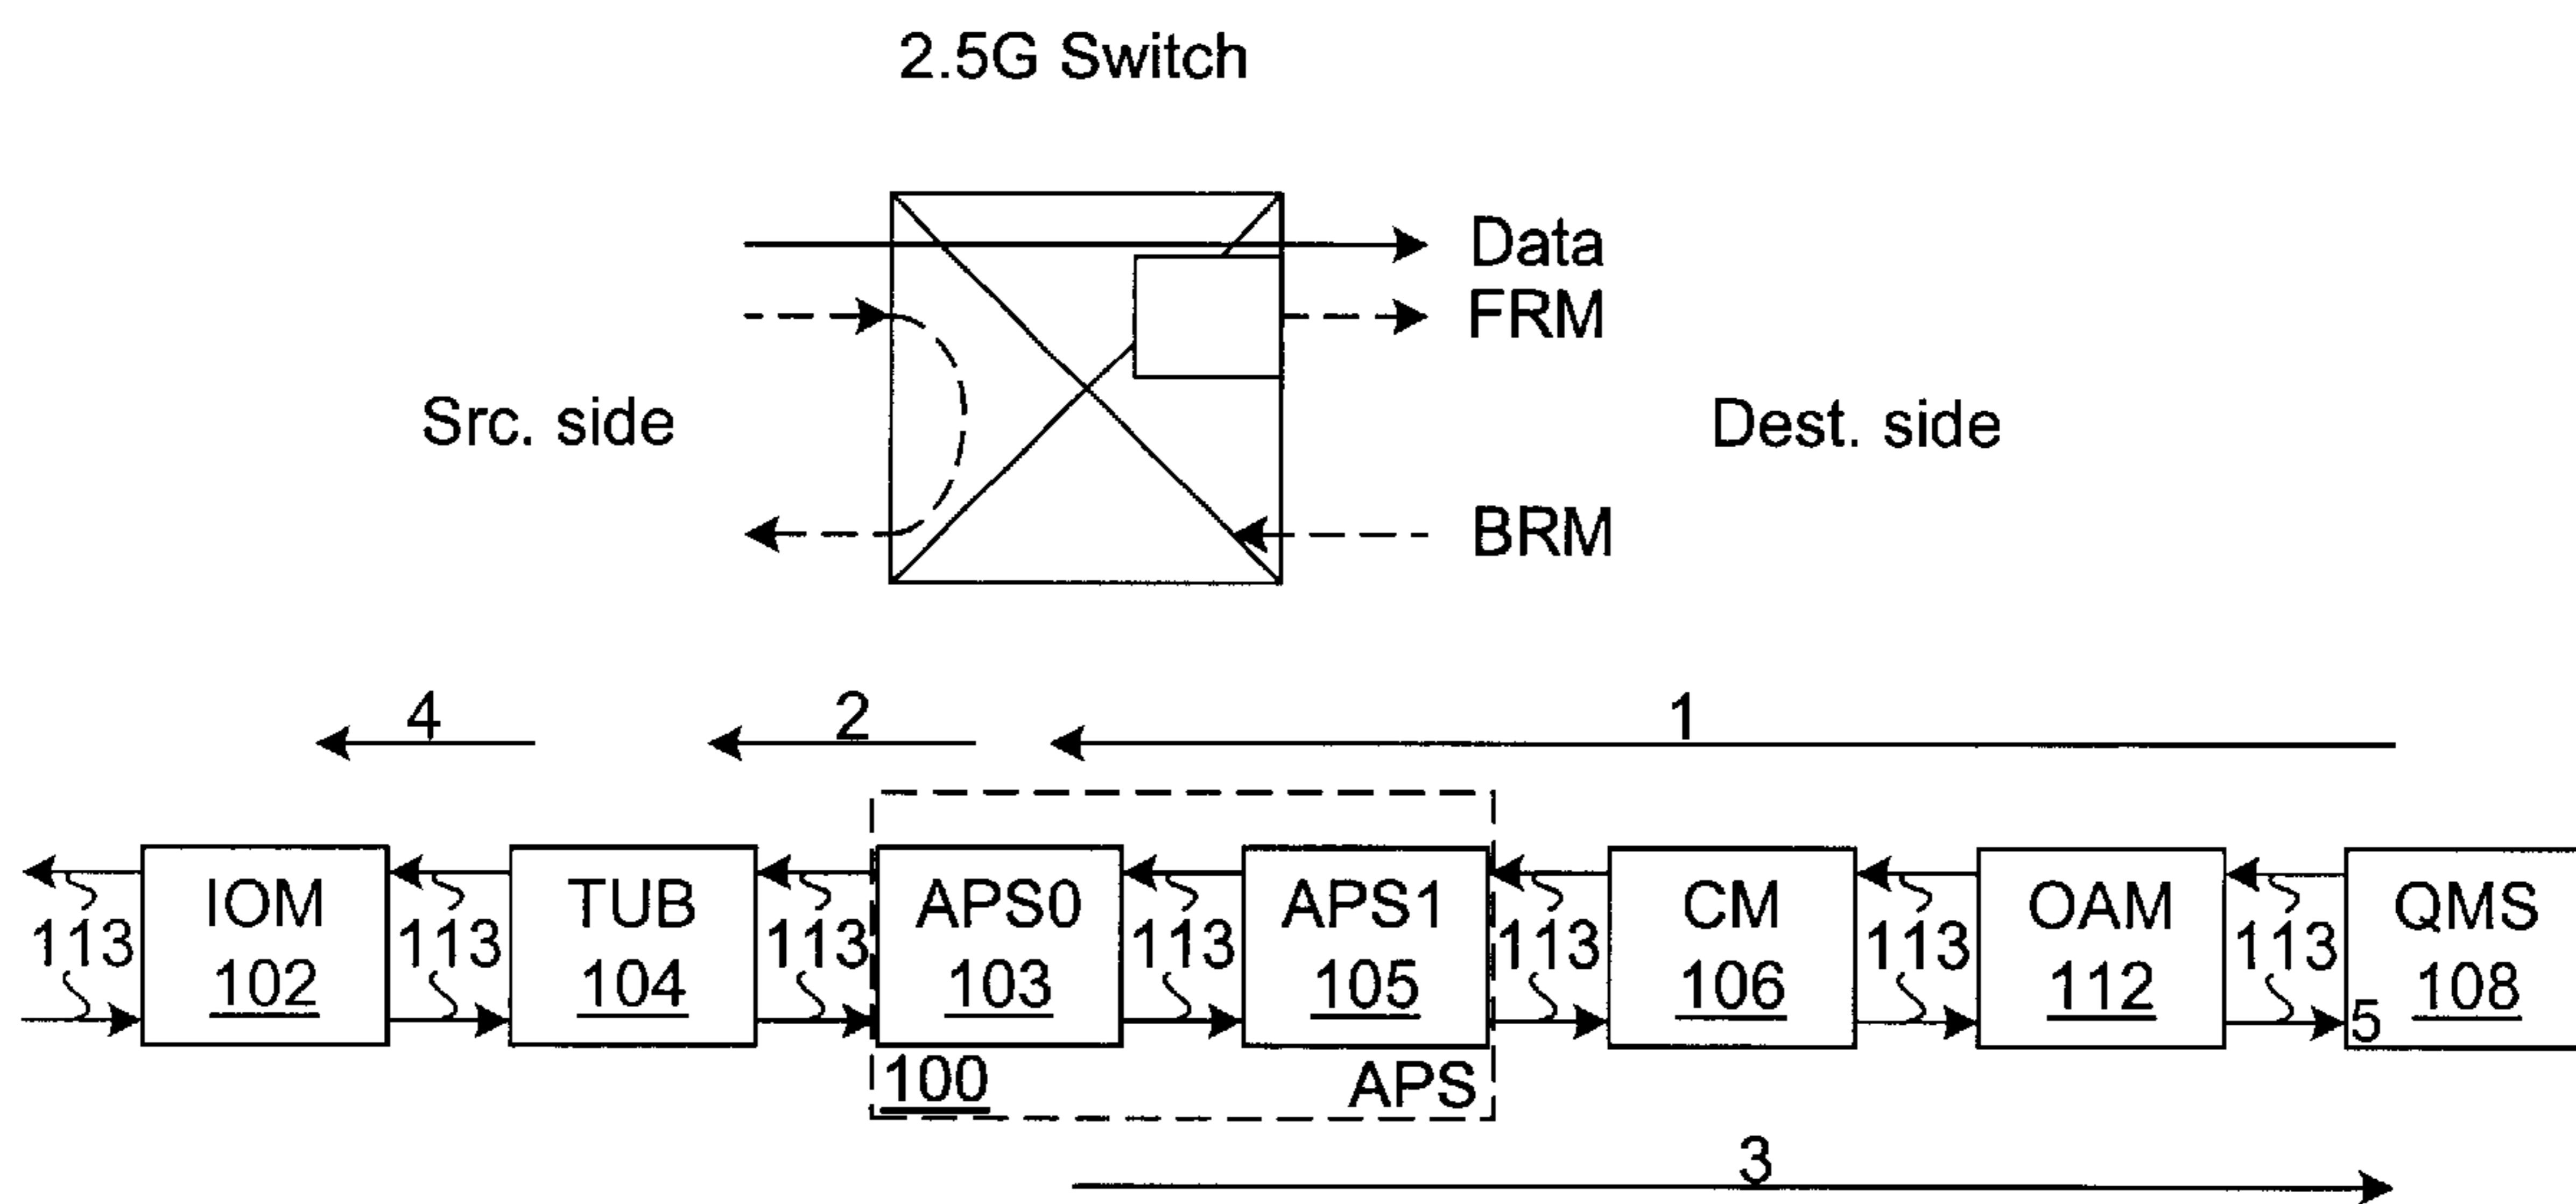 2.5G Switch
Data
FRM
Src. side
Dest. side
BRM
4
2
1
IOM
102
TUB
104
APS0
103
APS1
105
CM
106
OAM
112
QMS
108
113
113
113
113
113
113
113
5
100
APS
3